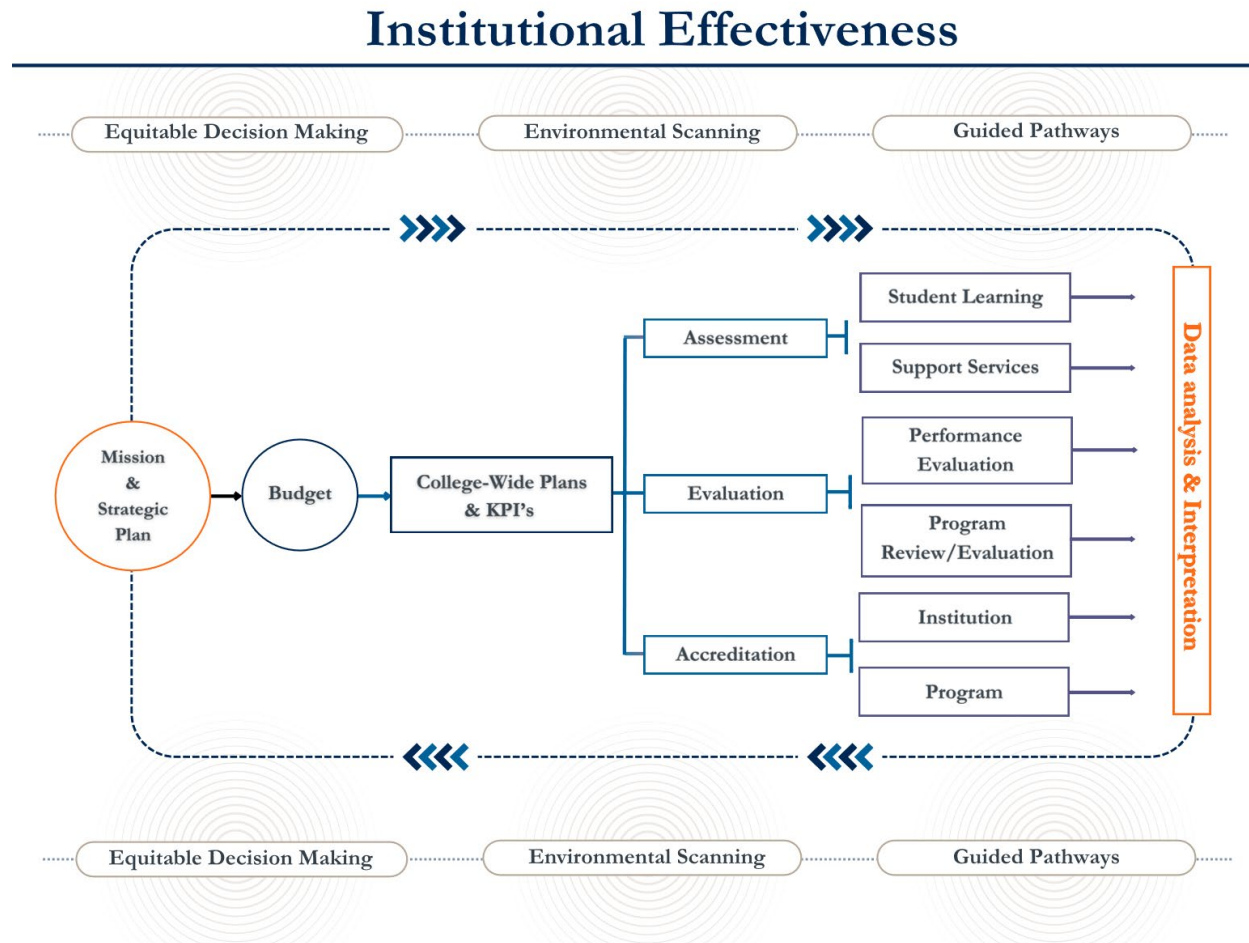 Institutional Effectiveness
Equitable Decision Making
Environmental Scanning
Guided Pathways
Student Learning
Assessment
Support Services
Mission
&
Strategic
Plan
Budget
College-Wide Plans
& KPI's
Evaluation
Performance
Evaluation
Program
Review/Evaluation
Accreditation
Institution
Program
Data analysis & Interpretation
Equitable Decision Making
Environmental Scanning
Guided Pathways